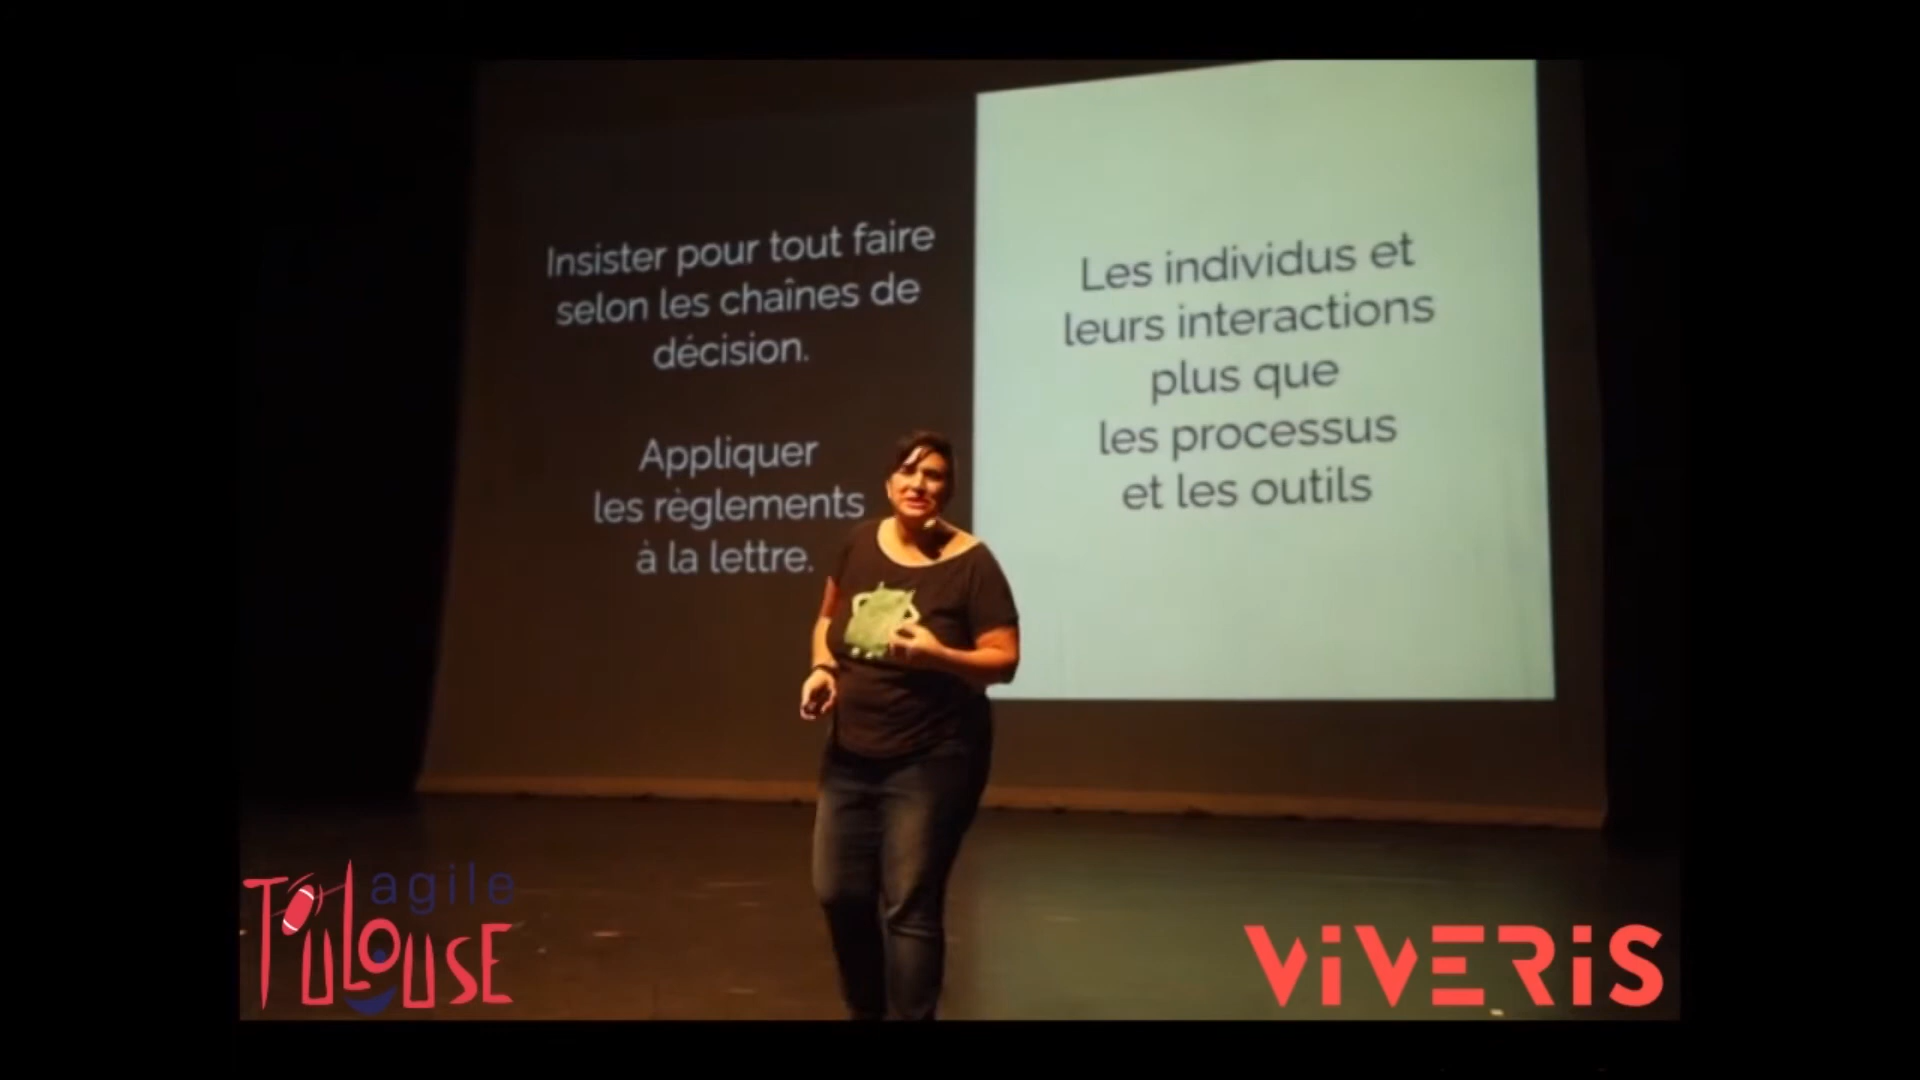 Insister pour tout faire
selon les chaînes de
décision.
Appliquer
les règlements
à la lettre.
Les individus et
leurs interactions
plus que
les processus
et les outils
agile
TOULOUSE
ViVERiS